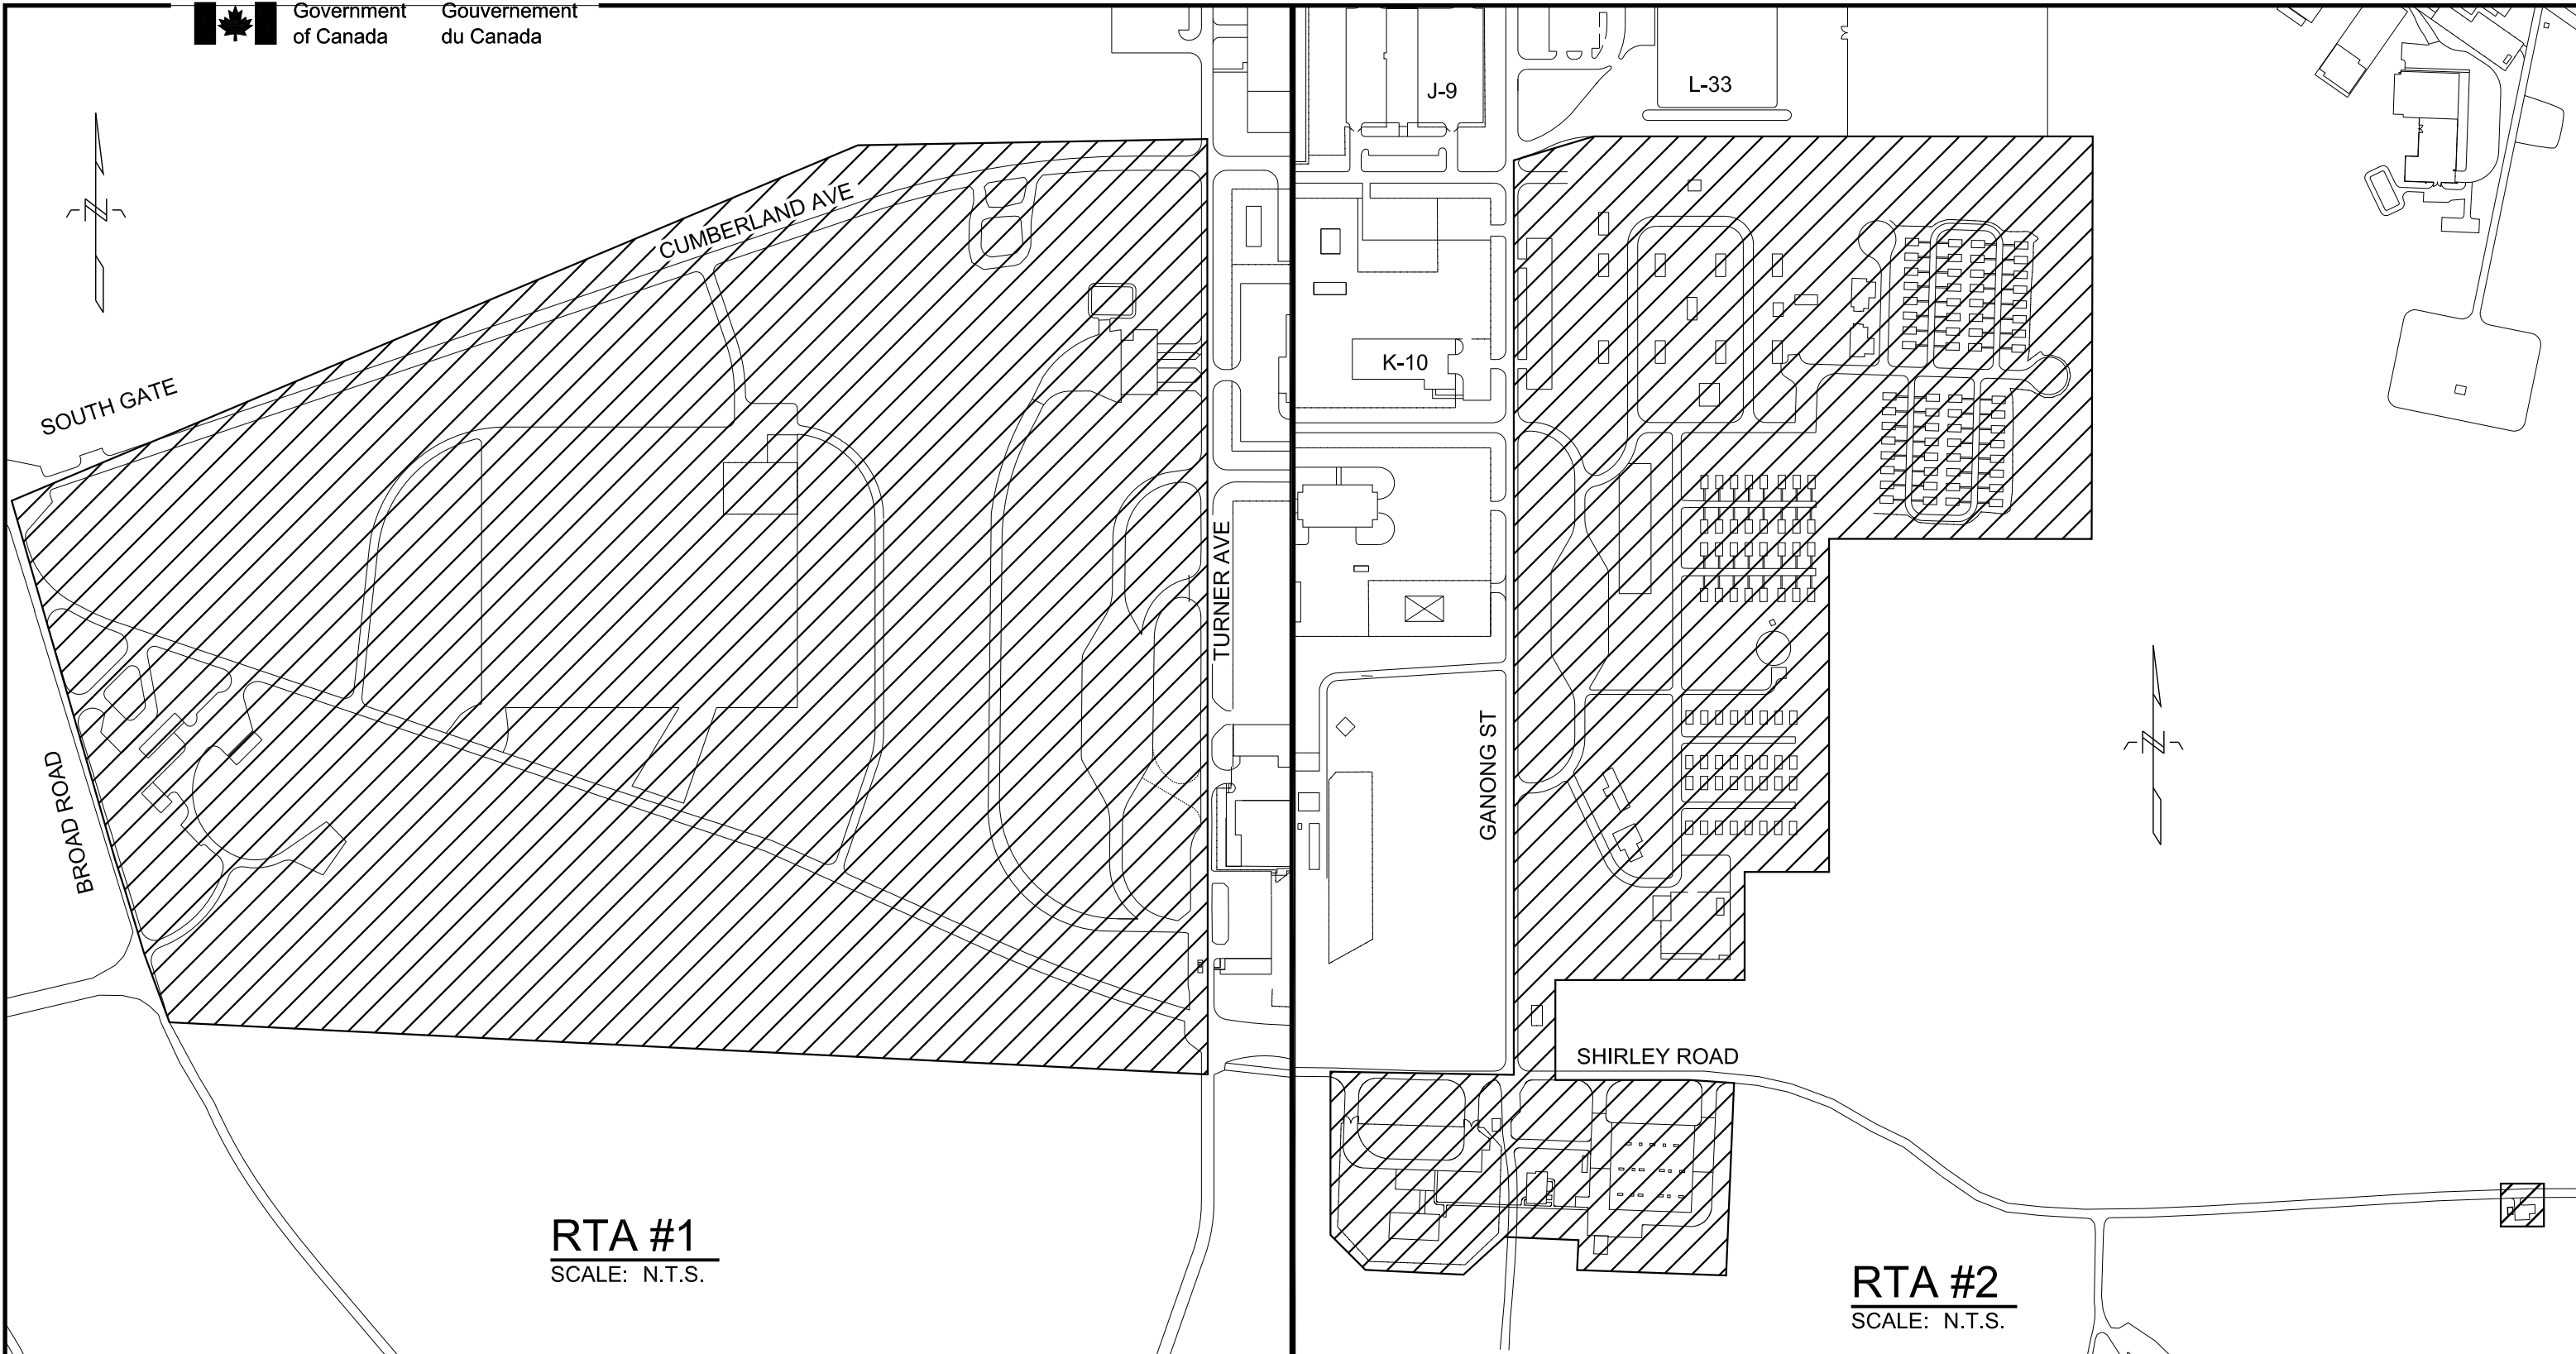 Government
of Canada
Gouvernement
du Canada
CUMBERLAND AVE
SOUTH GATE
BROAD ROAD
TURNER AVE
N
RTA #1
SCALE: N.T.S.
J-9
L-33
K-10
GANONG ST
SHIRLEY ROAD
N
RTA #2
SCALE: N.T.S.